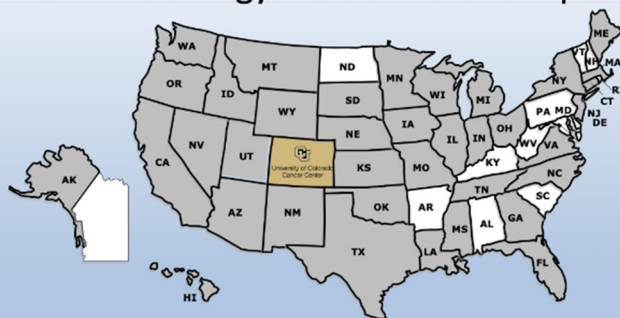 WA
MT
ND
MN
ME
VT
NH
MA
OR
ID
WY
SD
WI
MI
NY
CT
NV
UT
University of Colorado
Cancer Center
NE
IA
IL
IN
OH
PA
MD
NJ
DE
CA
KS
MO
KY
WV
VA
AK
AZ
NM
OK
AR
TN
NC
SC
TX
LA
MS
AL
GA
FL
HI